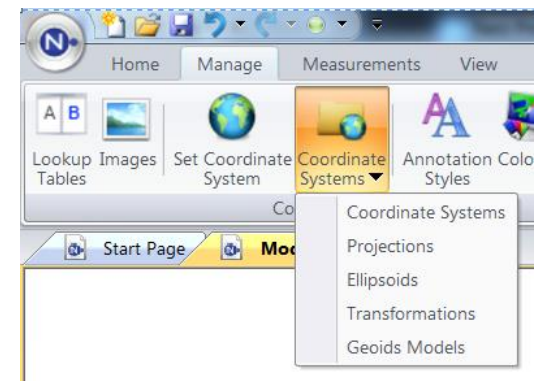 N
Home Manage Measurements View
A B
Lookup Tables
Images
Set Coordinate System
Coordinate Systems
Annotation Styles
Colo
Co
Start Page
Mod
Coordinate Systems
Projections
Ellipsoids
Transformations
Geoids Models